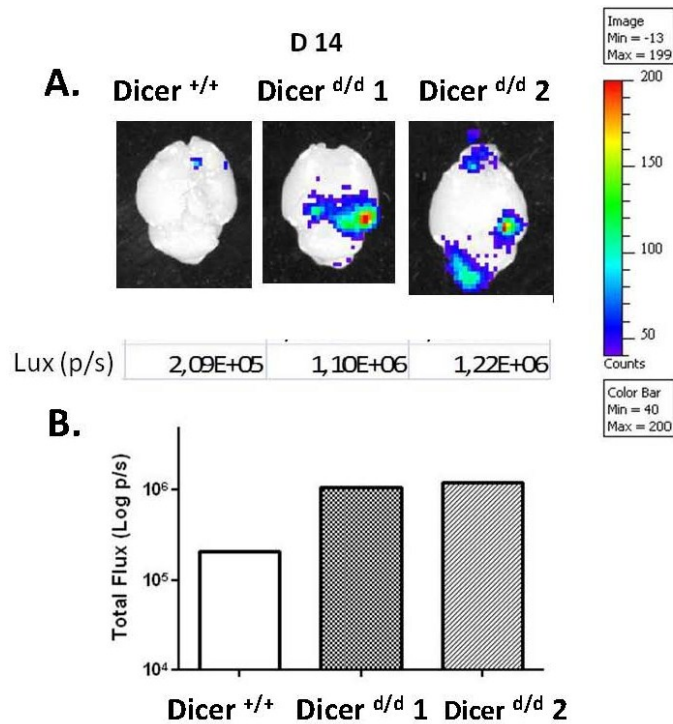 D 14
A.
Dicer +/+ Dicer d/d 1 Dicer d/d 2
Image
Min = -13
Max = 199
200
150
100
50
Counts
Color Bar
Min = 40
Max = 200
Lux (p/s) 2,09E+05 1,10E+06 1,22E+06
B.
Total Flux (Log p/s)
10⁶
10⁵
10⁴
Dicer +/+ Dicer d/d 1 Dicer d/d 2